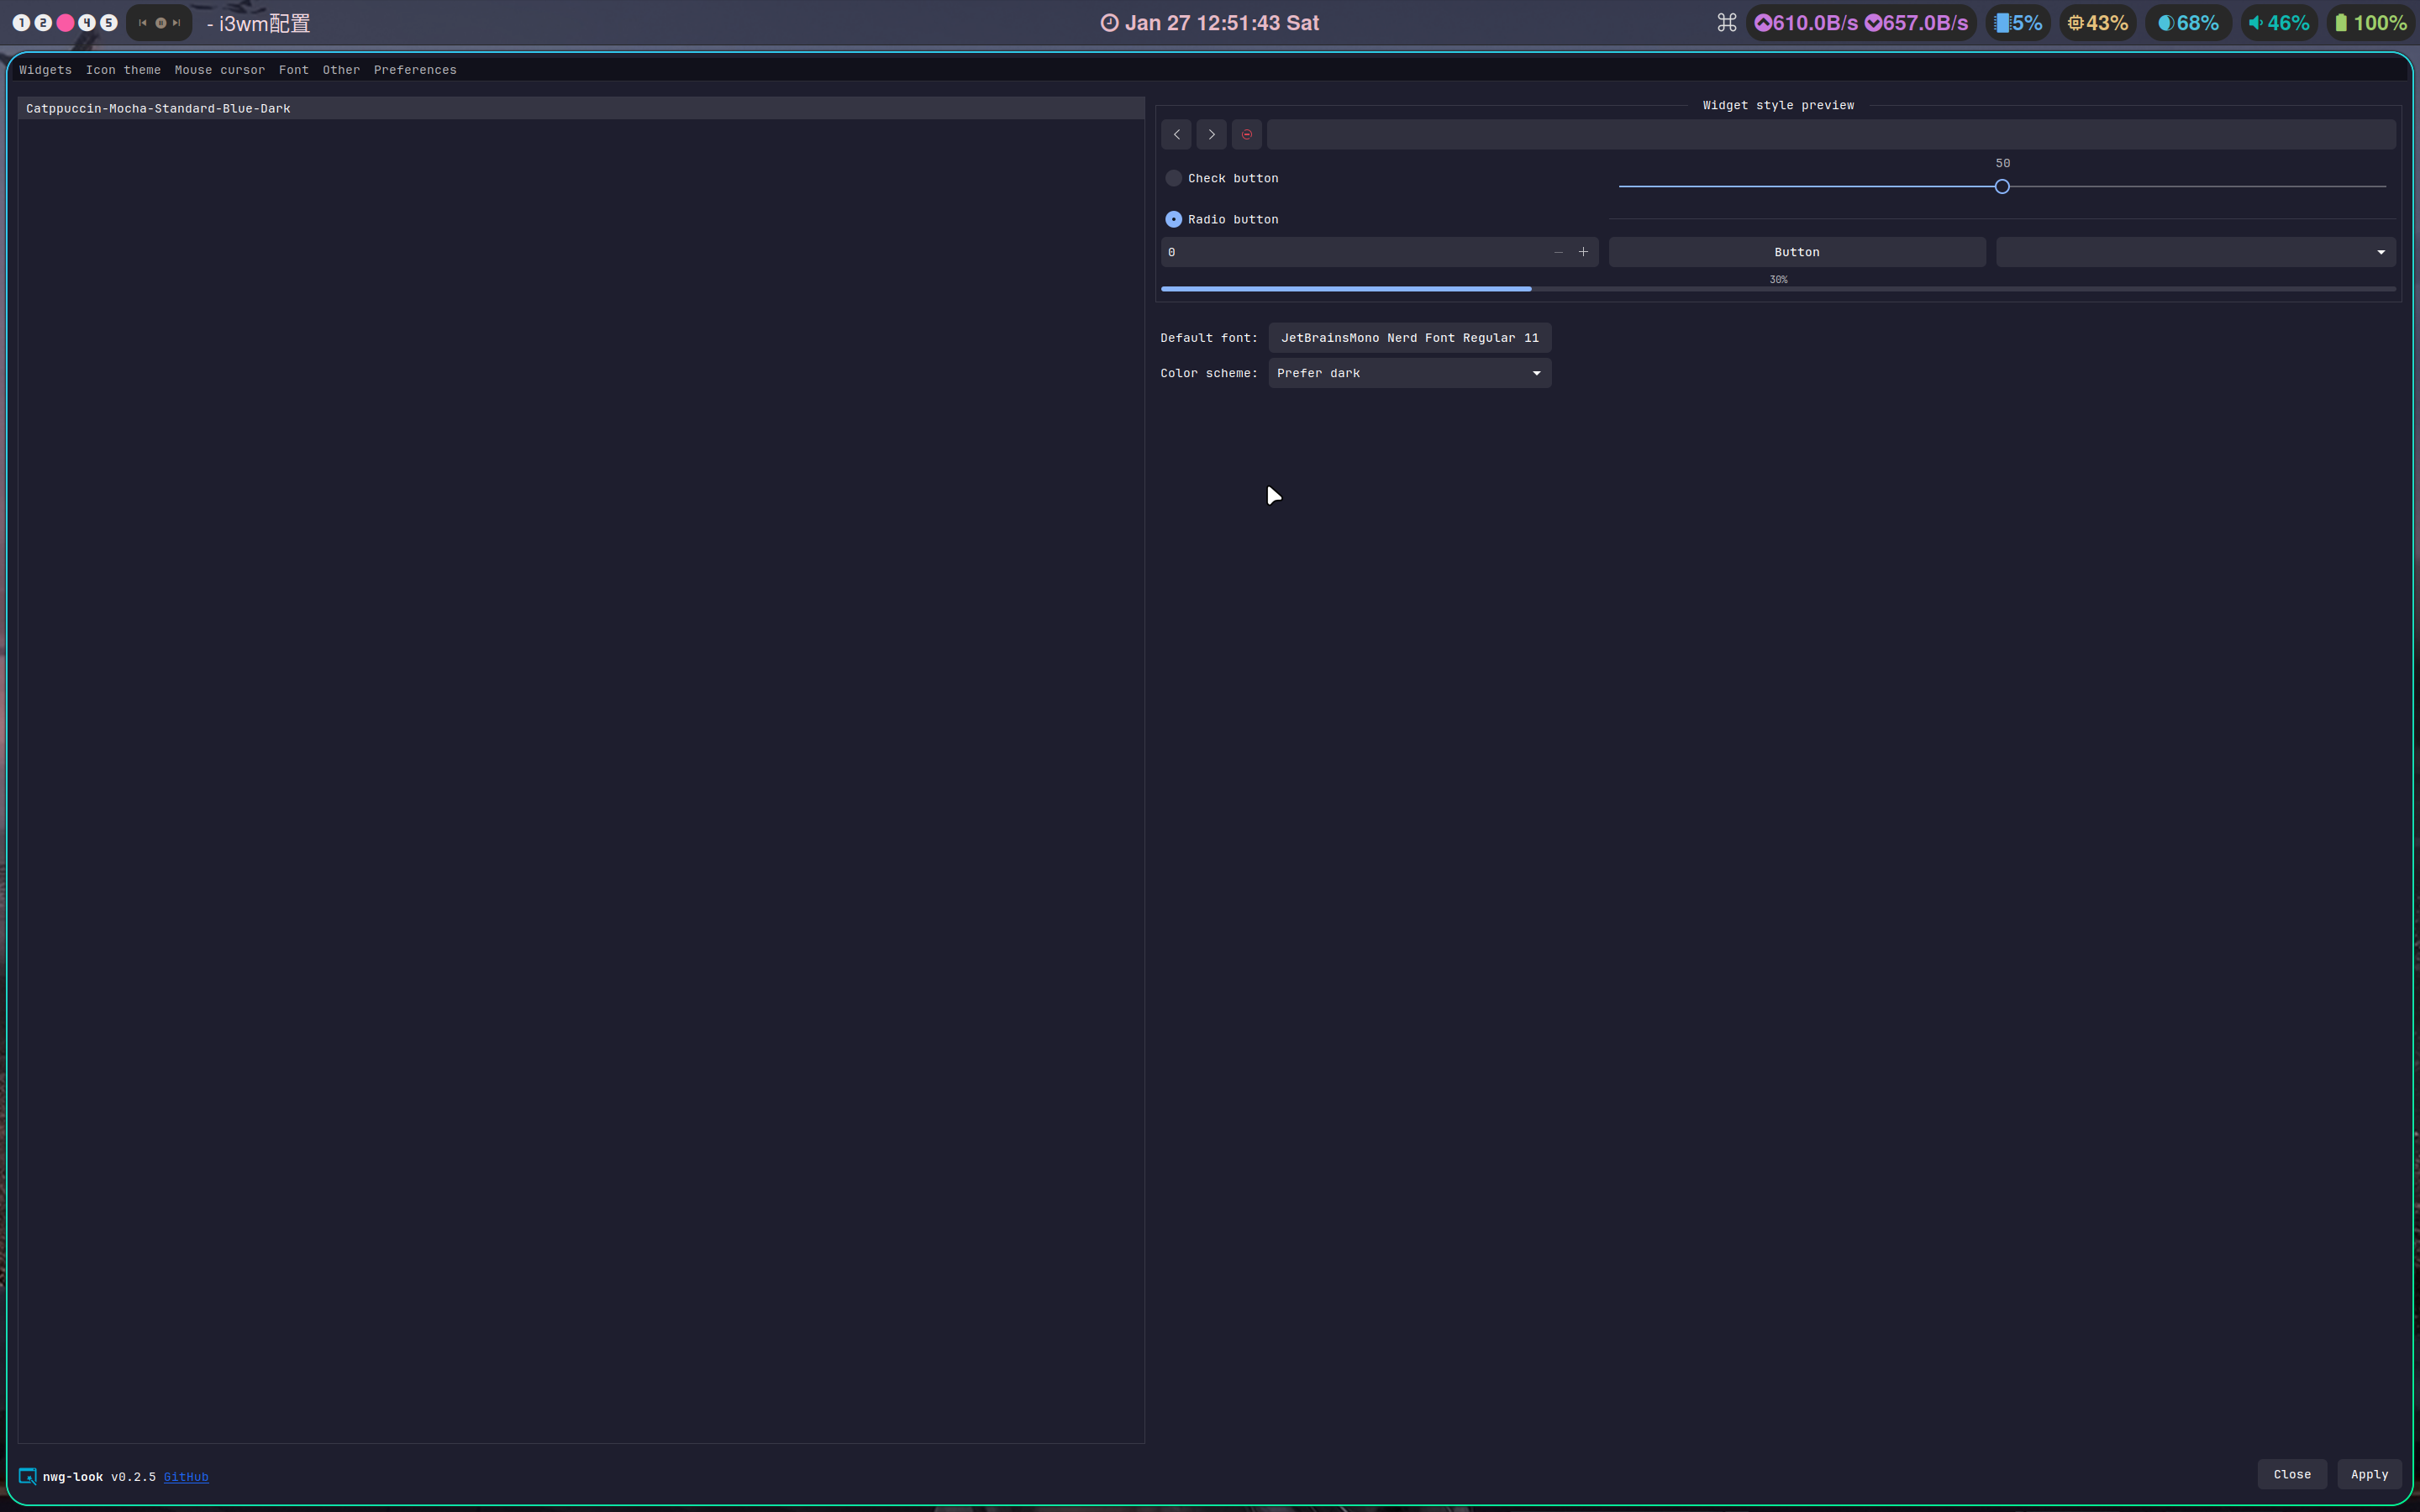 1 2 4 5 - i3wm配置 Jan 27 12:51:43 Sat 610.0B/s 657.0B/s 5% 43% 68% 46% 100%
Widgets Icon theme Mouse cursor Font Other Preferences
Catppuccin-Mocha-Standard-Blue-Dark
Widget style preview
50
Check button
Radio button
0 Button
30%
Default font: JetBrainsMono Nerd Font Regular 11
Color scheme: Prefer dark
nwg-look v0.2.5 GitHub
Close Apply